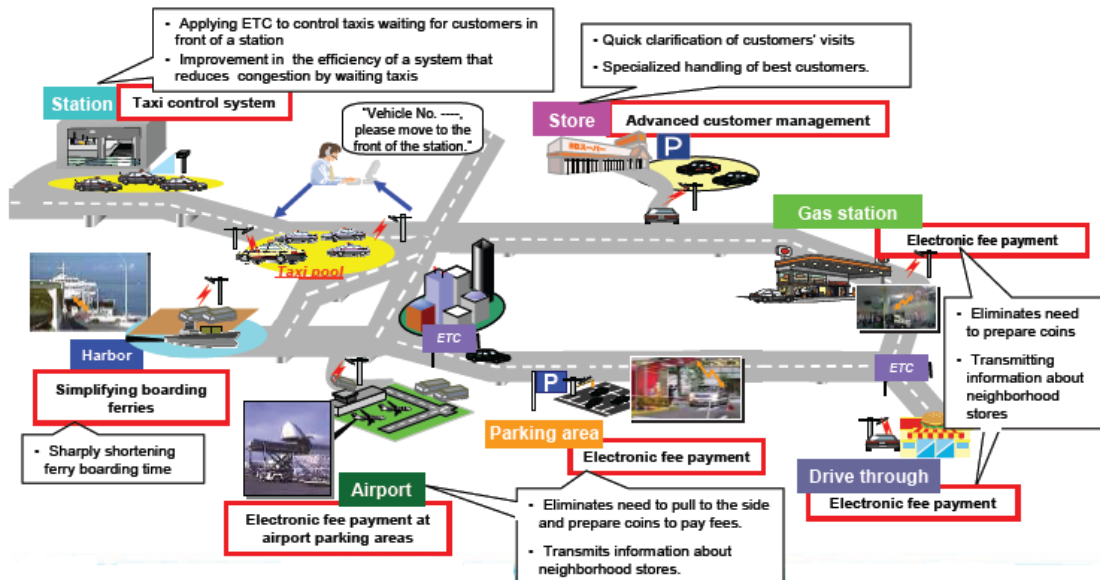 - Applying ETC to control taxis waiting for customers in
front of a station
- Improvement in the efficiency of a system that
reduces congestion by waiting taxis
Station
Taxi control system
"Vehicle No. ----,
please move to the
front of the station."
- Quick clarification of customers' visits
- Specialized handling of best customers.
Store
Advanced customer management
P
Gas station
Electronic fee payment
- Eliminates need
to prepare coins
- Transmitting
information about
neighborhood
stores
Taxi pool
ETC
ETC
Harbor
Simplifying boarding
ferries
- Sharply shortening
ferry boarding time
P
Parking area
Electronic fee payment
Airport
Electronic fee payment at
airport parking areas
- Eliminates need to pull to the side
and prepare coins to pay fees.
- Transmits information about
neighborhood stores.
Drive through
Electronic fee payment